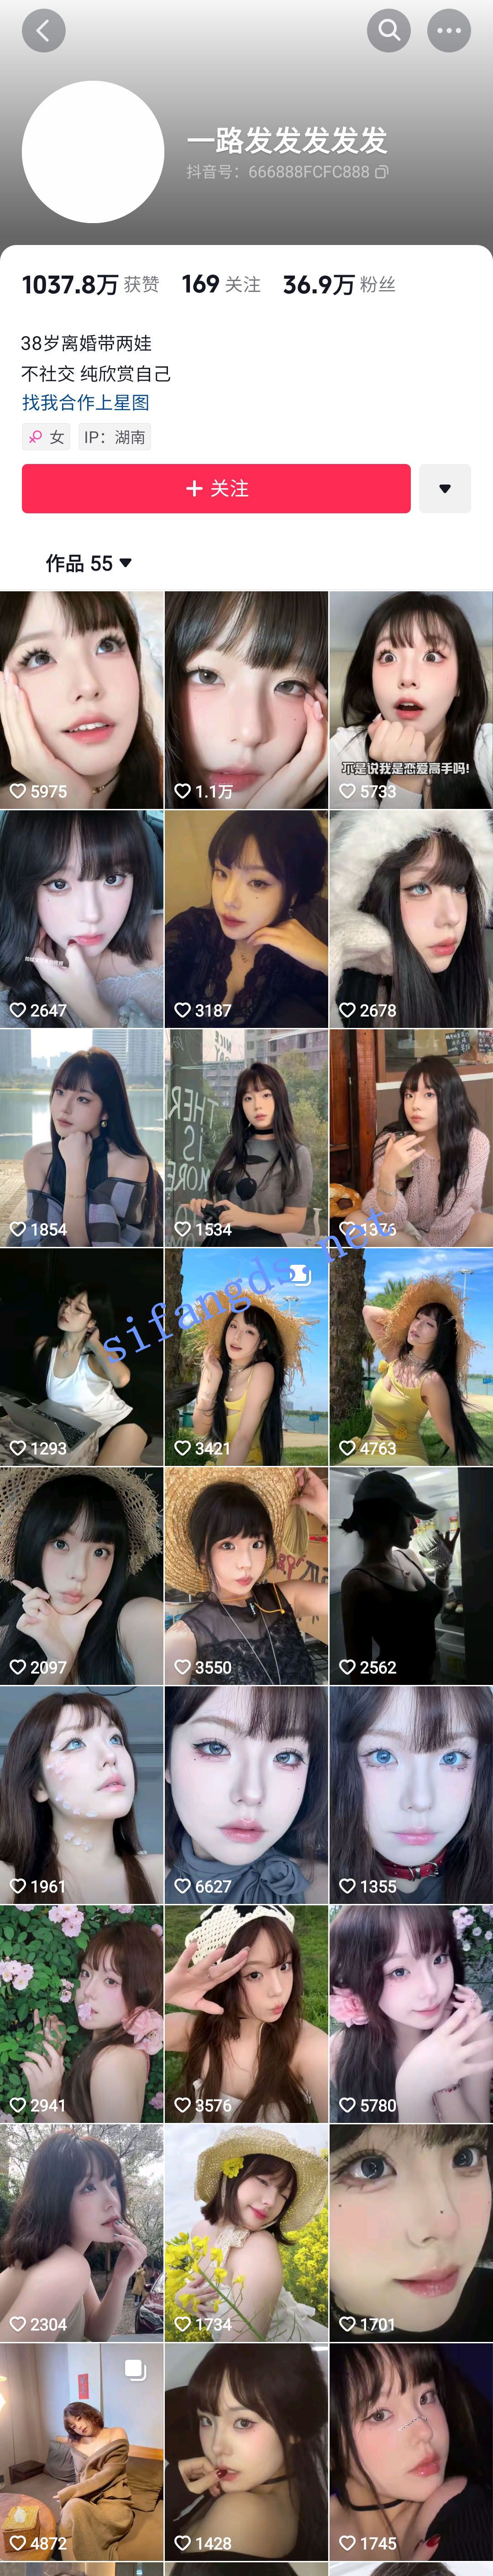 一路发发发发发
抖音号：666888FCFC888
1037.8万 获赞 169 关注 36.9万 粉丝
38岁离婚带两娃
不社交 纯欣赏自己
找我合作上星图
女 IP：湖南
+ 关注
作品 55
不是说我是恋爱高手吗!
5975 1.1万 5733
2647 3187 2678
THER
iS
MORE
1854 1534 1376
sifangds.net
1293 3421 4763
2097 3550 2562
1961 6627 1355
2941 3576 5780
2304 1734 1701
4872 1428 1745